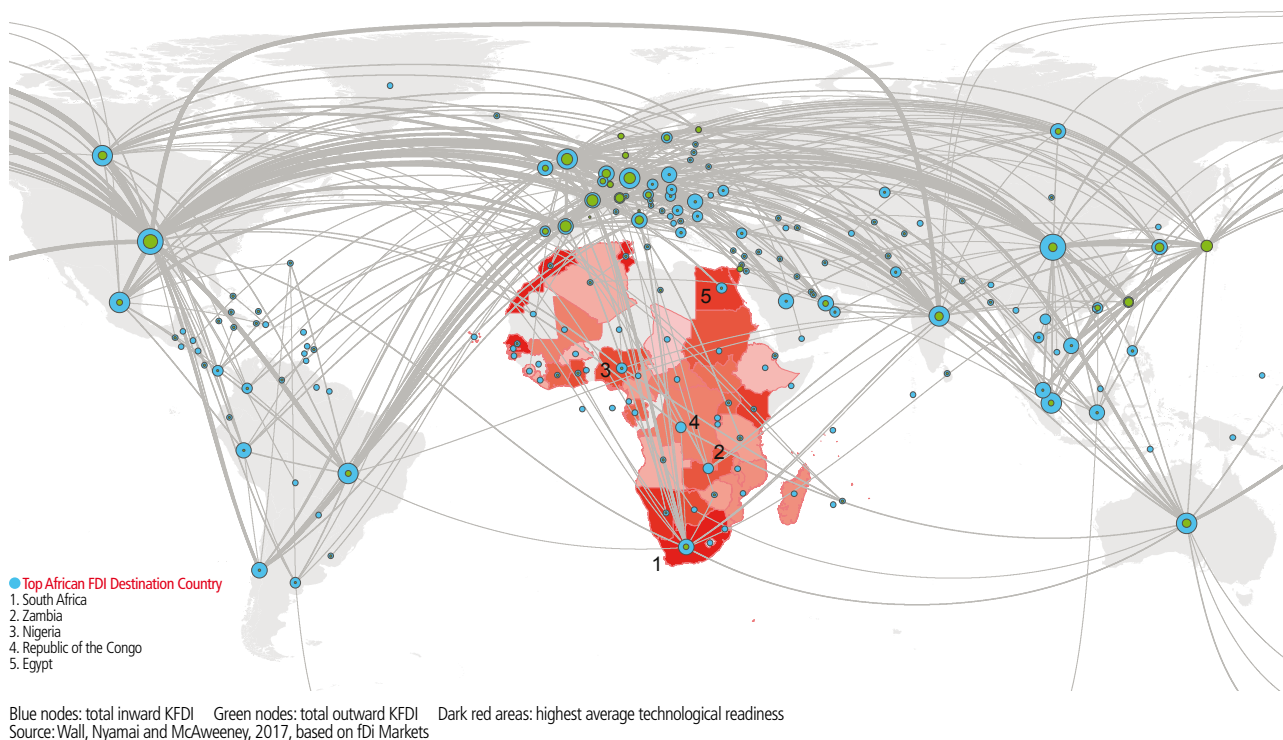 5
3
4
2
1
Top African FDI Destination Country
1. South Africa
2. Zambia
3. Nigeria
4. Republic of the Congo
5. Egypt
Blue nodes: total inward KFDI Green nodes: total outward KFDI Dark red areas: highest average technological readiness
Source: Wall, Nyamai and McAweeney, 2017, based on fDi Markets